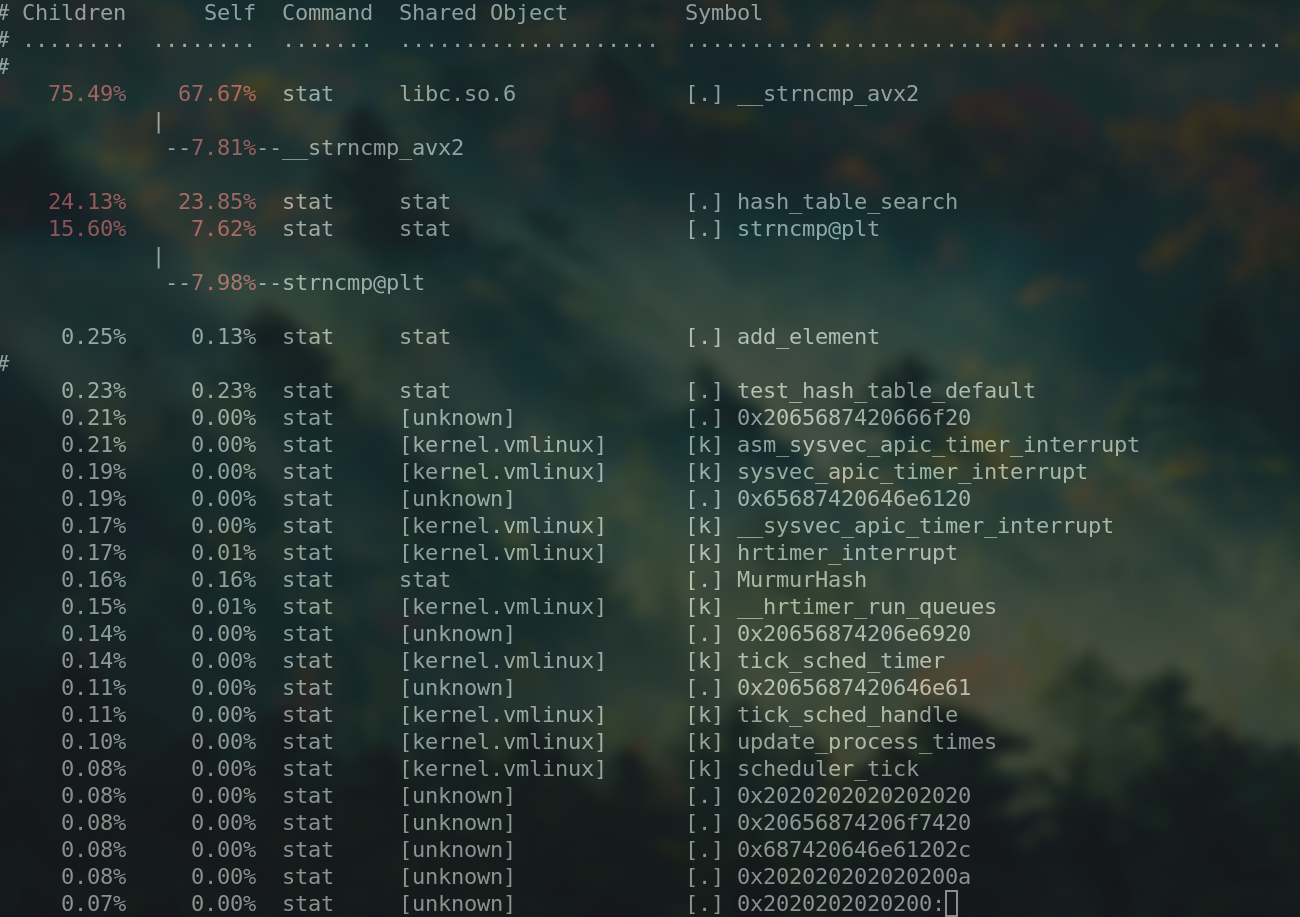 # Children      Self  Command  Shared Object         Symbol
# ........  ........  .......  ....................  ..............................................
#
    75.49%    67.67%  stat     libc.so.6             [.] __strncmp_avx2
            |
             --7.81%--__strncmp_avx2
    24.13%    23.85%  stat     stat                  [.] hash_table_search
    15.60%     7.62%  stat     stat                  [.] strncmp@plt
            |
             --7.98%--strncmp@plt
     0.25%     0.13%  stat     stat                  [.] add_element
#
     0.23%     0.23%  stat     stat                  [.] test_hash_table_default
     0.21%     0.00%  stat     [unknown]             [.] 0x2065687420666f20
     0.21%     0.00%  stat     [kernel.vmlinux]      [k] asm_sysvec_apic_timer_interrupt
     0.19%     0.00%  stat     [kernel.vmlinux]      [k] sysvec_apic_timer_interrupt
     0.19%     0.00%  stat     [unknown]             [.] 0x65687420646e6120
     0.17%     0.00%  stat     [kernel.vmlinux]      [k] __sysvec_apic_timer_interrupt
     0.17%     0.01%  stat     [kernel.vmlinux]      [k] hrtimer_interrupt
     0.16%     0.16%  stat     stat                  [.] MurmurHash
     0.15%     0.01%  stat     [kernel.vmlinux]      [k] __hrtimer_run_queues
     0.14%     0.00%  stat     [unknown]             [.] 0x20656874206e6920
     0.14%     0.00%  stat     [kernel.vmlinux]      [k] tick_sched_timer
     0.11%     0.00%  stat     [unknown]             [.] 0x2065687420646e61
     0.11%     0.00%  stat     [kernel.vmlinux]      [k] tick_sched_handle
     0.10%     0.00%  stat     [kernel.vmlinux]      [k] update_process_times
     0.08%     0.00%  stat     [kernel.vmlinux]      [k] scheduler_tick
     0.08%     0.00%  stat     [unknown]             [.] 0x2020202020202020
     0.08%     0.00%  stat     [unknown]             [.] 0x20656874206f7420
     0.08%     0.00%  stat     [unknown]             [.] 0x687420646e61202c
     0.08%     0.00%  stat     [unknown]             [.] 0x202020202020200a
     0.07%     0.00%  stat     [unknown]             [.] 0x2020202020200: